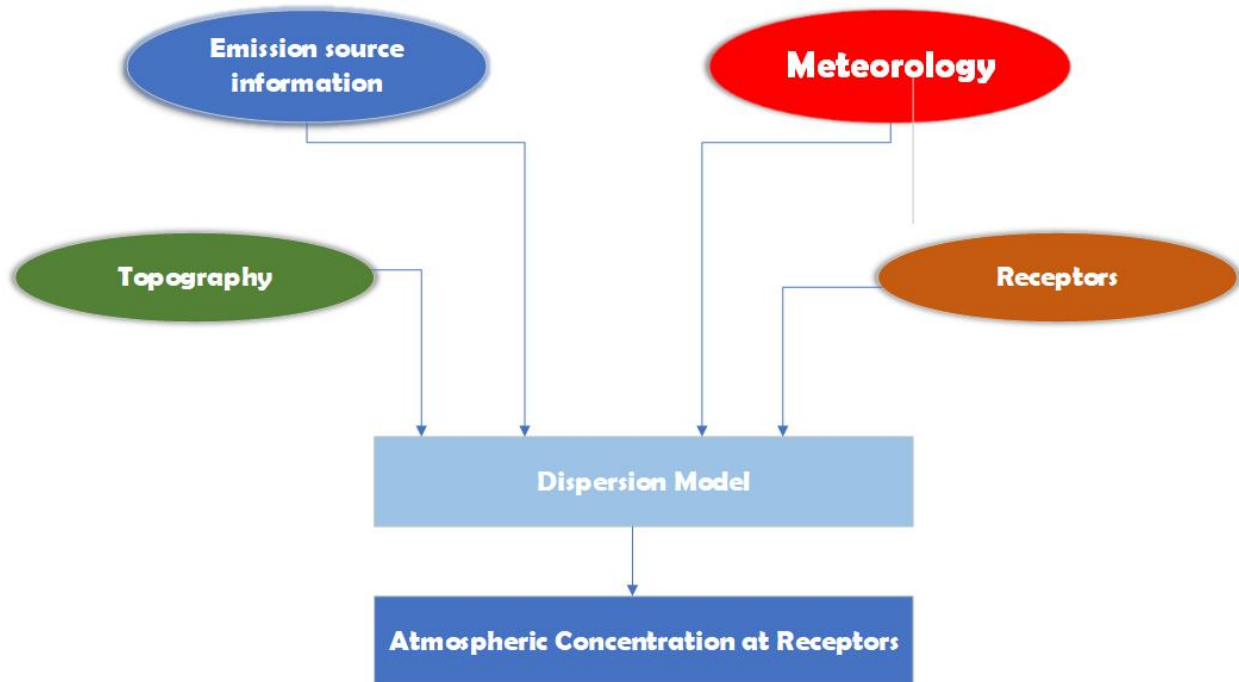 Emission source
information
Meteorology
Topography
Receptors
Dispersion Model
Atmospheric Concentration at Receptors